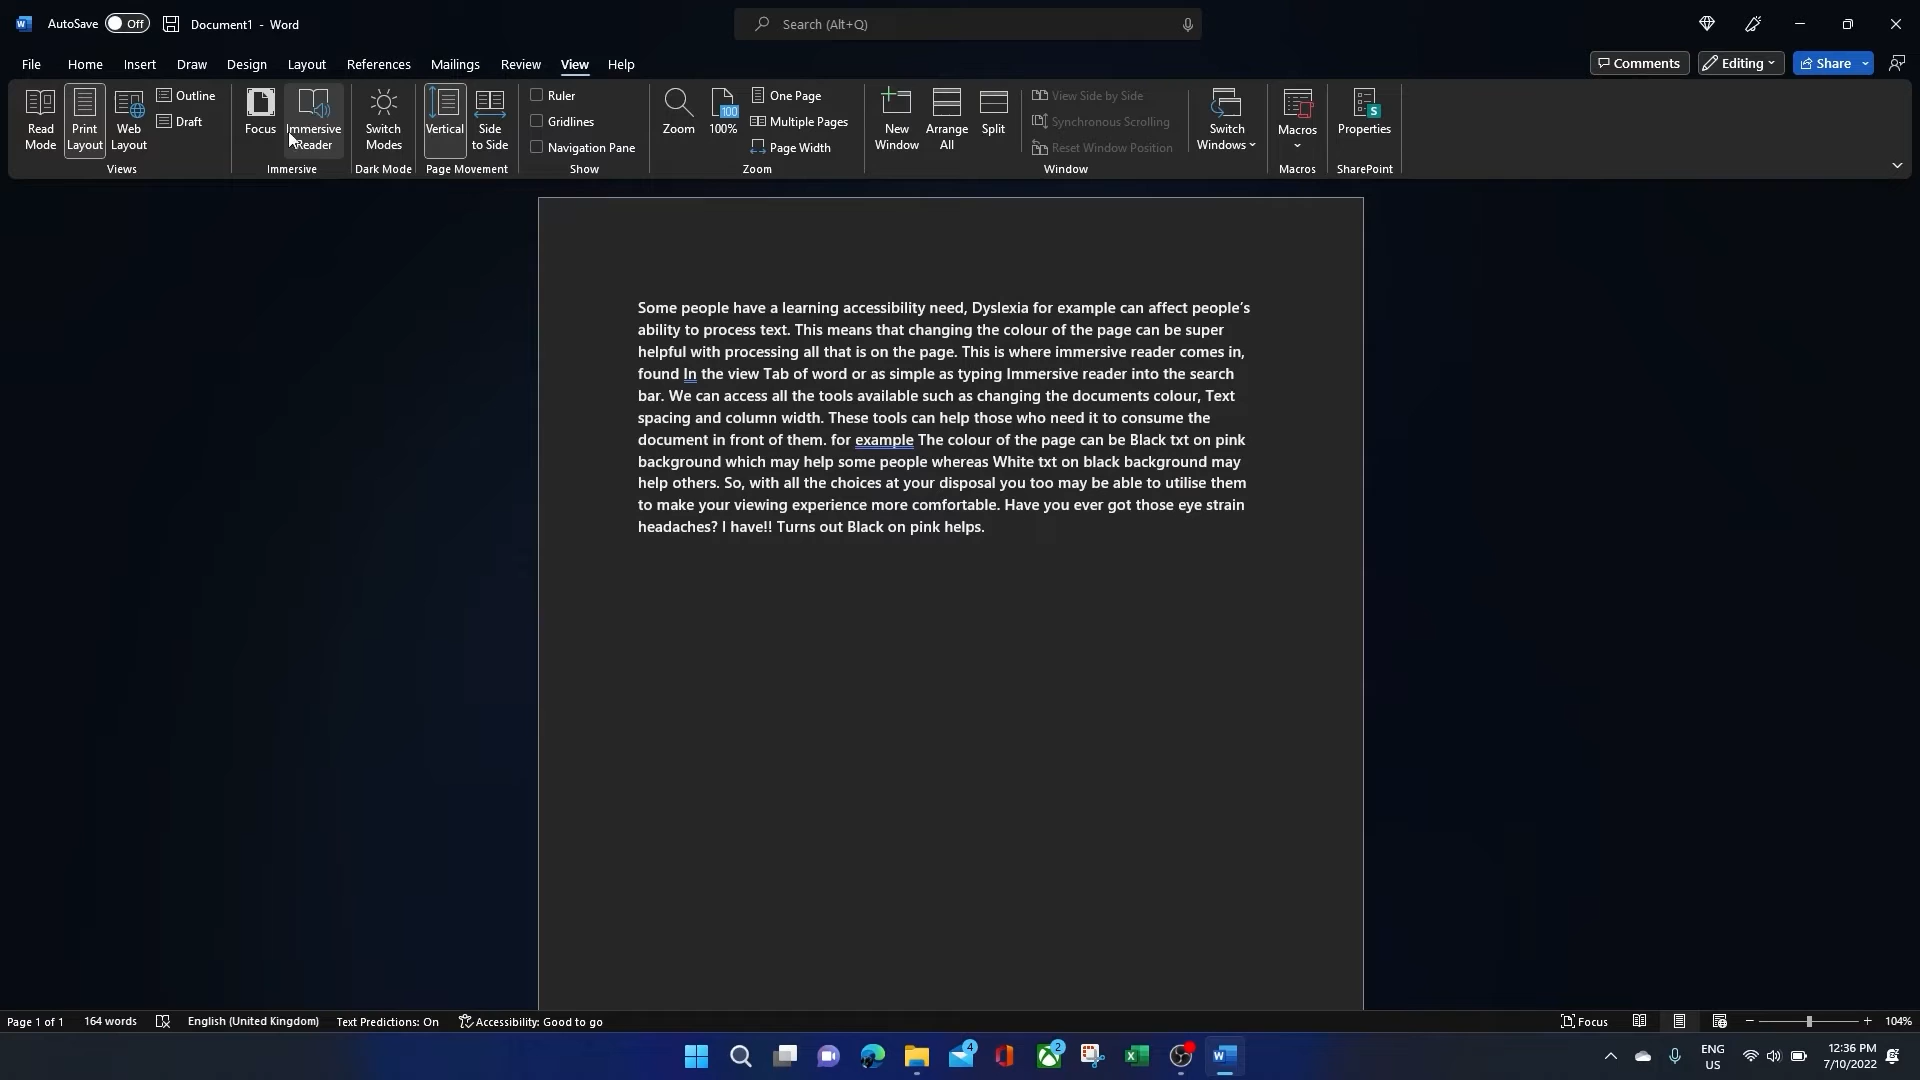 AutoSave Off Document1 - Word Search (Alt+Q)
File Home Insert Draw Design Layout References Mailings Review View Help Comments Editing Share
Read Mode
Print Layout
Web Layout
Outline
Draft
Views
Focus
Immersive Reader
Immersive
Switch Modes
Dark Mode
Vertical
Side to Side
Page Movement
Ruler
Gridlines
Navigation Pane
Show
Zoom
100
100%
One Page
Multiple Pages
Page Width
Zoom
New Window
Arrange All
Split
View Side by Side
Synchronous Scrolling
Reset Window Position
Switch Windows
Window
Macros
Macros
S
Properties
SharePoint
Some people have a learning accessibility need, Dyslexia for example can affect people’s
ability to process text. This means that changing the colour of the page can be super
helpful with processing all that is on the page. This is where immersive reader comes in,
found In the view Tab of word or as simple as typing Immersive reader into the search
bar. We can access all the tools available such as changing the documents colour, Text
spacing and column width. These tools can help those who need it to consume the
document in front of them. for example The colour of the page can be Black txt on pink
background which may help some people whereas White txt on black background may
help others. So, with all the choices at your disposal you too may be able to utilise them
to make your viewing experience more comfortable. Have you ever got those eye strain
headaches? I have!! Turns out Black on pink helps.
Page 1 of 1 164 words English (United Kingdom) Text Predictions: On Accessibility: Good to go Focus 104%
4 2 ENG US 12:36 PM
7/10/2022